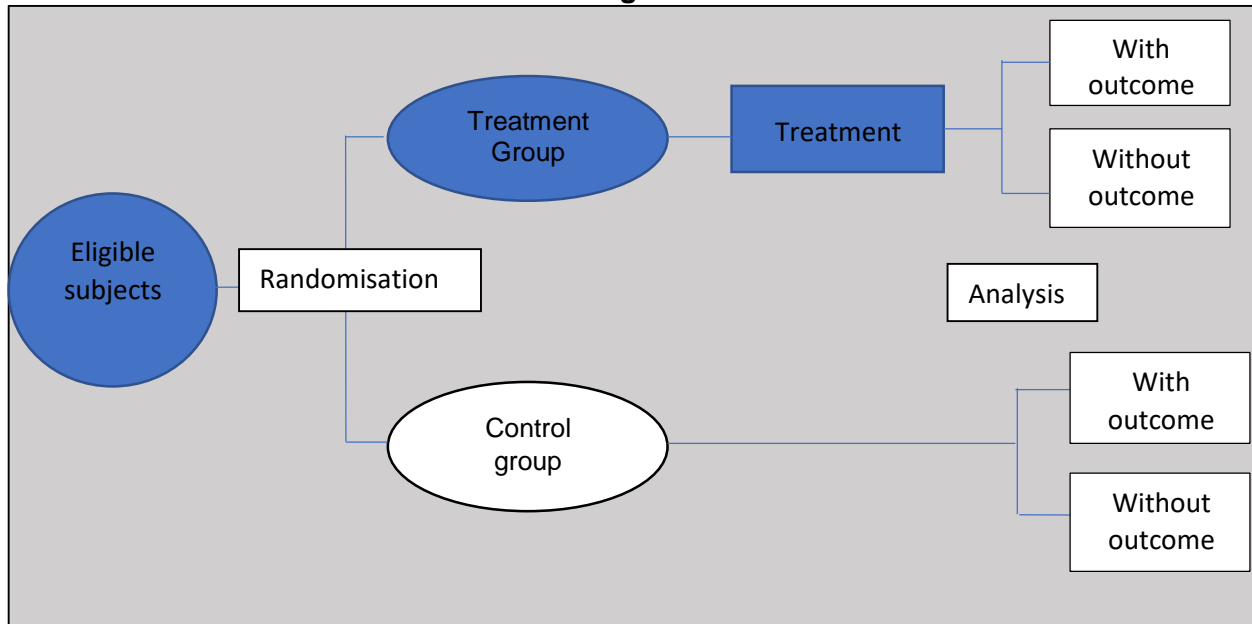 With
outcome
Treatment
Group
Treatment
Without
outcome
Eligible
subjects
Randomisation
Analysis
With
outcome
Control
group
Without
outcome